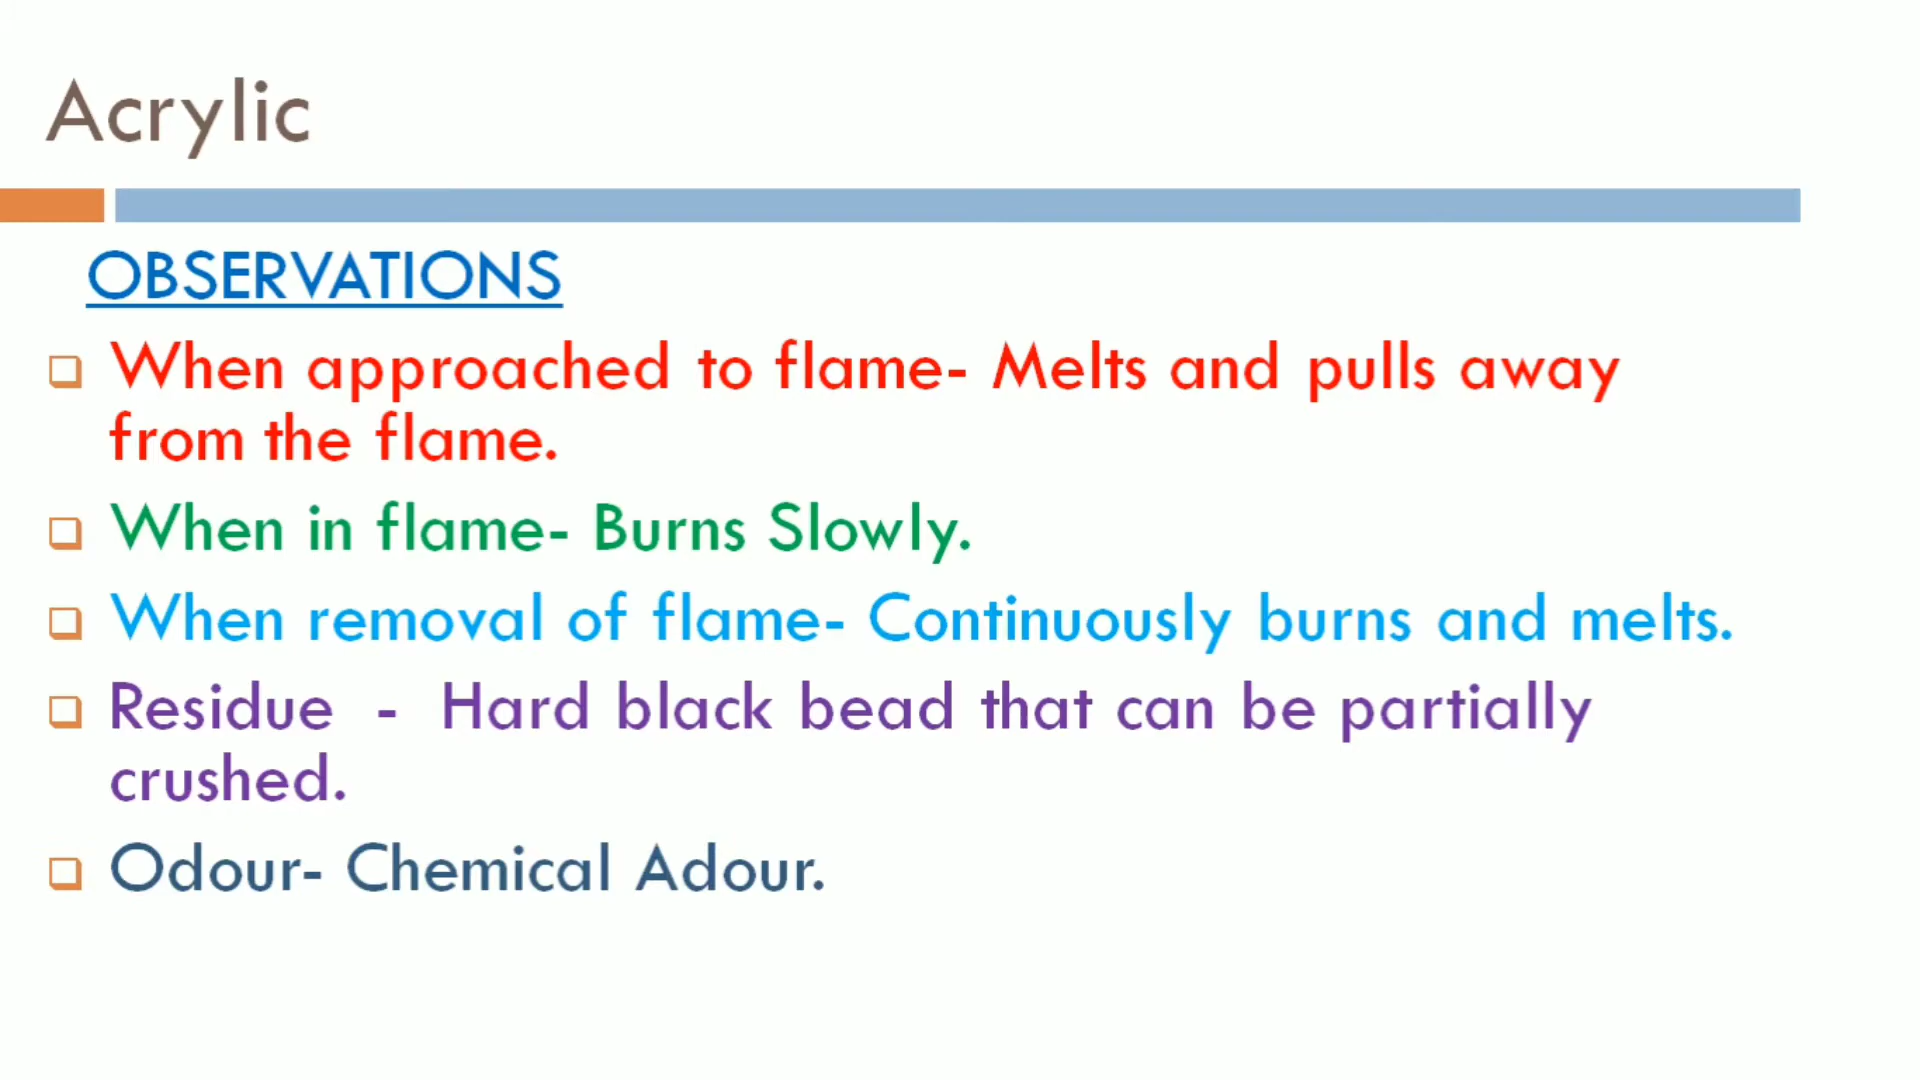 Acrylic
OBSERVATIONS
When approached to flame- Melts and pulls away
from the flame.
When in flame- Burns Slowly.
When removal of flame- Continuously burns and melts.
Residue - Hard black bead that can be partially
crushed.
Odour- Chemical Adour.